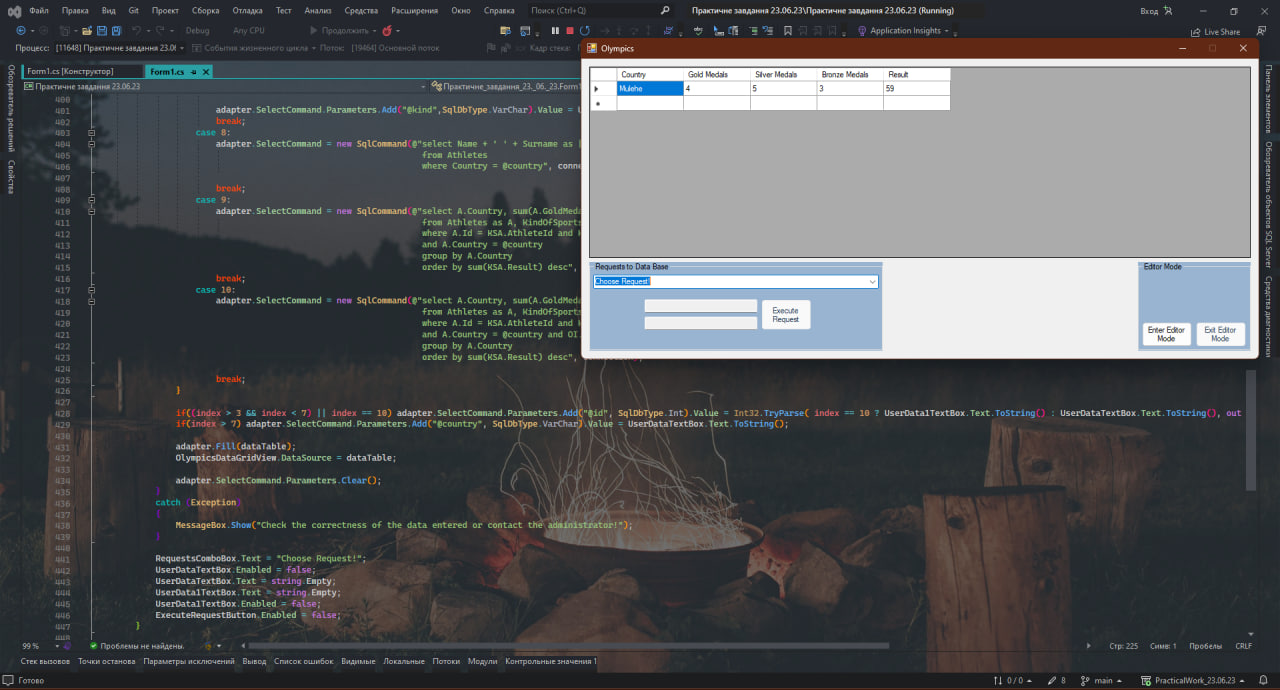 Файл Правка Вид Git Проект Сборка Отладка Тест Анализ Средства Расширения Окно Справка Поиск (Ctrl+Q) Практичне завдання 23.06.23\Практичне завдання 23.06.23 (Running) Вход
Debug Any CPU Продолжить Application Insights Live Share
Процесс: [11648] Практичне завдання 23.0 События жизненного цикла Поток: [19464] Основной поток Кадр стека:
Form1.cs [Конструктор] Form1.cs
Практичне завдання 23.06.23 Практичне_завдання_23._06._23.Form1
Обозреватель решений
Свойства
400
401 adapter.SelectCommand.Parameters.Add("@kind",SqlDbType.VarChar).Value = U
402 break;
403 case 8:
404 adapter.SelectCommand = new SqlCommand(@"select Name + ' ' + Surname as [
405 from Athletes
406 where Country = @country", conne
407
408 break;
409 case 9:
410 adapter.SelectCommand = new SqlCommand(@"select A.Country, sum(A.GoldMeda
411 from Athletes as A, KindOfSports
412 where A.Id = KSA.AthleteId and K
413 and A.Country = @country
414 group by A.Country
415 order by sum(KSA.Result) desc",
416 break;
417 case 10:
418 adapter.SelectCommand = new SqlCommand(@"select A.Country, sum(A.GoldMeda
419 from Athletes as A, KindOfSports
420 where A.Id = KSA.AthleteId and K
421 and A.Country = @country and OI
422 group by A.Country
423 order by sum(KSA.Result) desc",
424
425 break;
426 }
427
428 if((index > 3 && index < 7) || index == 10) adapter.SelectCommand.Parameters.Add("@id", SqlDbType.Int).Value = Int32.TryParse( index == 10 ? UserData1TextBox.Text.ToString() : UserDataTextBox.Text.ToString(), out
429 if(index > 7) adapter.SelectCommand.Parameters.Add("@country", SqlDbType.VarChar).Value = UserDataTextBox.Text.ToString();
430
431 adapter.Fill(dataTable);
432 OlympicsDataGridView.DataSource = dataTable;
433
434 adapter.SelectCommand.Parameters.Clear();
435 }
436 catch (Exception)
437 {
438 MessageBox.Show("Check the correctness of the data entered or contact the administrator!");
439 }
440
441 RequestsComboBox.Text = "Choose Request!";
442 UserDataTextBox.Enabled = false;
443 UserDataTextBox.Text = string.Empty;
444 UserData1TextBox.Text = string.Empty;
445 UserData1TextBox.Enabled = false;
446 ExecuteRequestButton.Enabled = false;
447 }
448
Olympics
Country Gold Medals Silver Medals Bronze Medals Result
Mulehe 4 5 3 59
Requests to Data Base
Choose Request!
Execute
Request
Editor Mode
Enter Editor
Mode
Exit Editor
Mode
Панель элементов
Обозреватель объектов SQL Server
Средства диагностики
99 % Проблемы не найдены. Стр: 225 Симв: 1 Пробелы CRLF
Стек вызовов Точки останова Параметры исключений Вывод Список ошибок Видимые Локальные Потоки Модули Контрольные значения 1
Готово 0 / 0 8 main PracticalWork_23.06.23